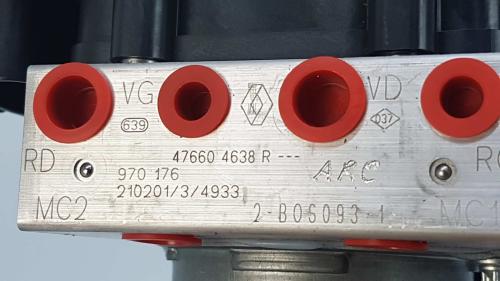 VG VD
639 037
RD 47660 4638 R --- R
970 176 ARC
210201/3/4933
MC2 2-B06093-1 MC1